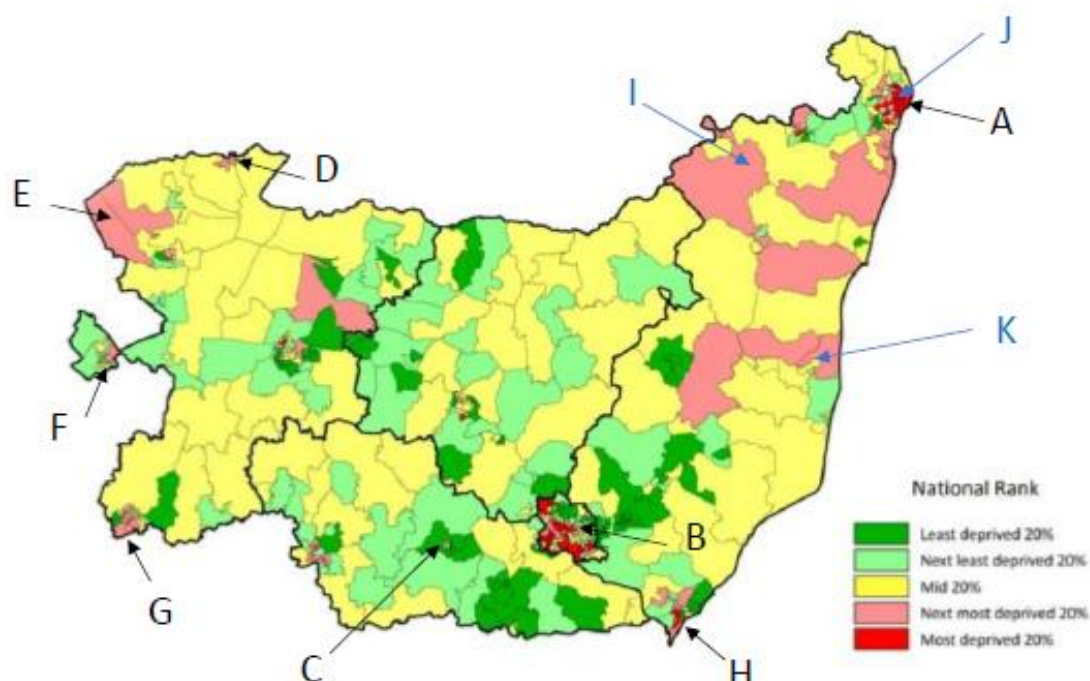 J
I
A
D
E
K
F
National Rank
Least deprived 20%
B
Next least deprived 20%
Mid 20%
G
Next most deprived 20%
C
H
Most deprived 20%